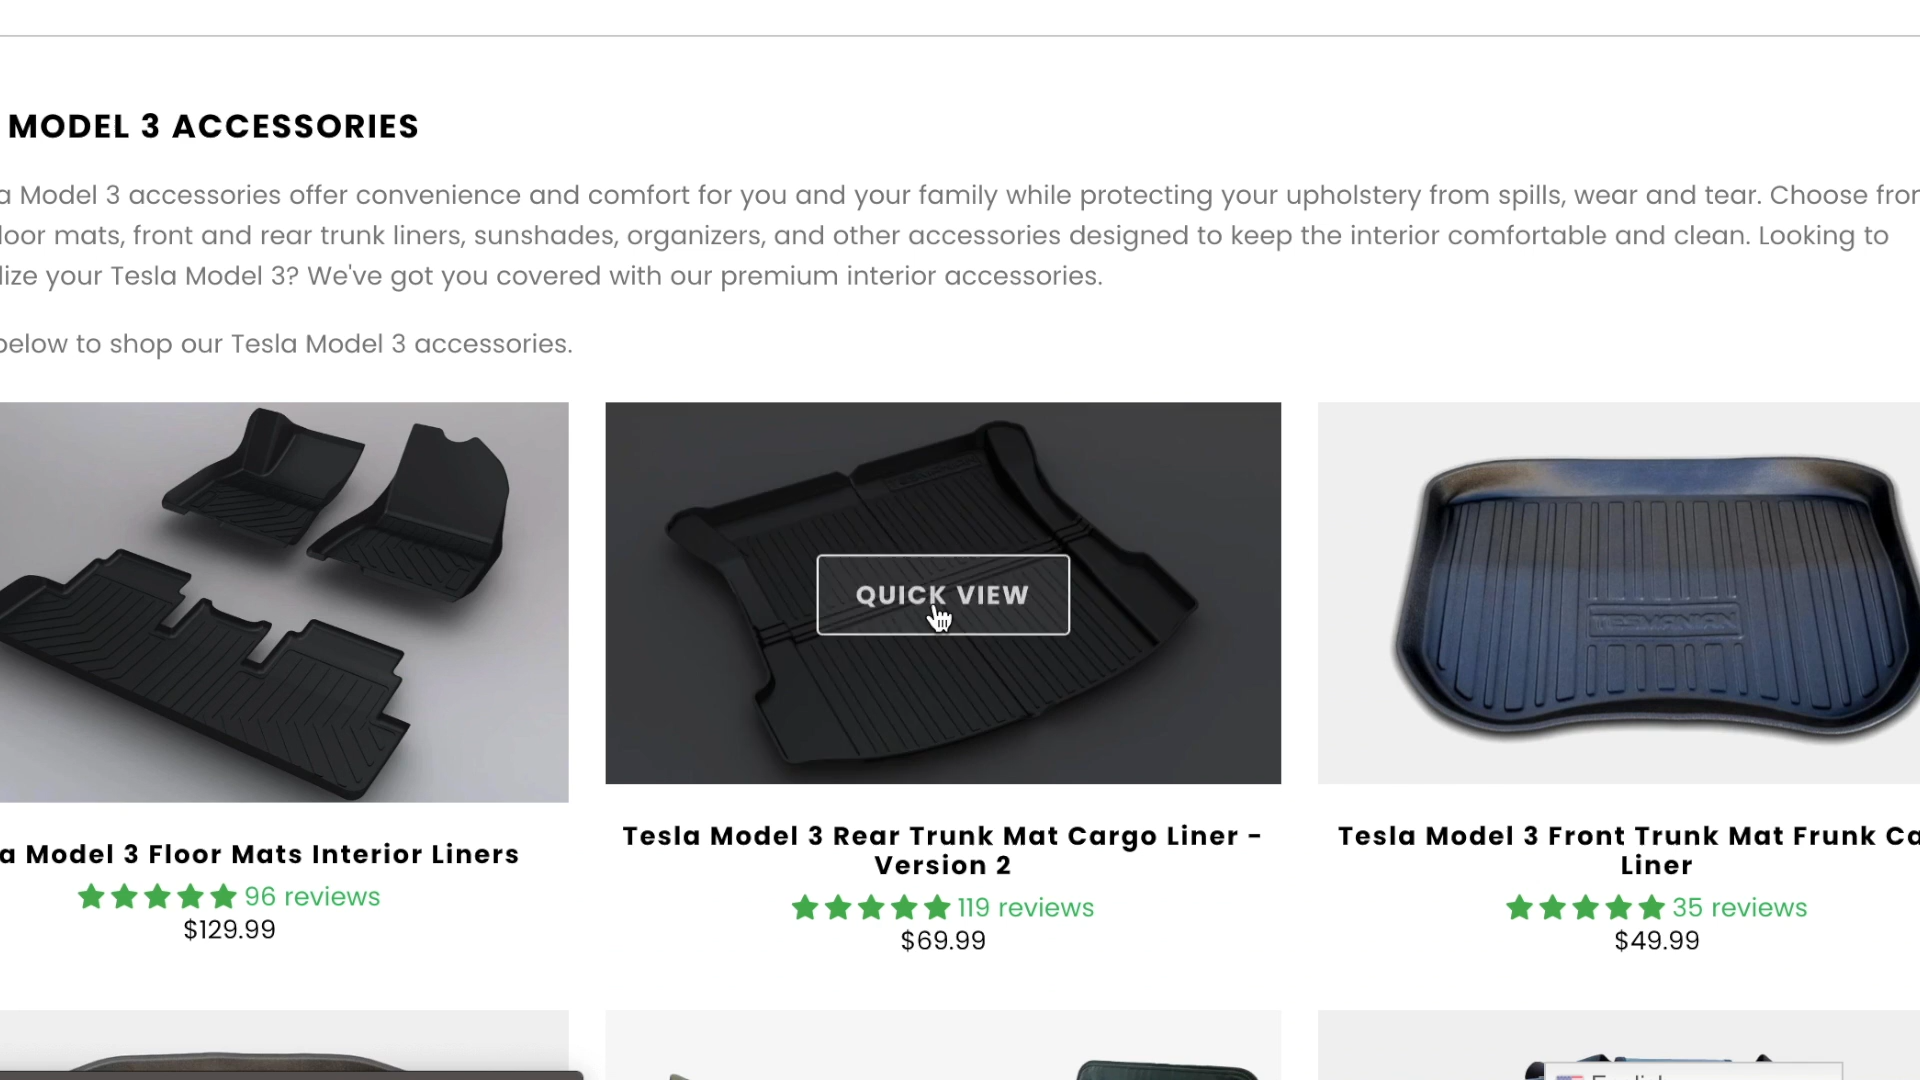 MODEL 3 ACCESSORIES
a Model 3 accessories offer convenience and comfort for you and your family while protecting your upholstery from spills, wear and tear. Choose from
loor mats, front and rear trunk liners, sunshades, organizers, and other accessories designed to keep the interior comfortable and clean. Looking to
lize your Tesla Model 3? We've got you covered with our premium interior accessories.
below to shop our Tesla Model 3 accessories.
QUICK VIEW
TESMANIAN
a Model 3 Floor Mats Interior Liners
96 reviews
$129.99
Tesla Model 3 Rear Trunk Mat Cargo Liner -
Version 2
119 reviews
$69.99
Tesla Model 3 Front Trunk Mat Frunk Ca
Liner
35 reviews
$49.99
English